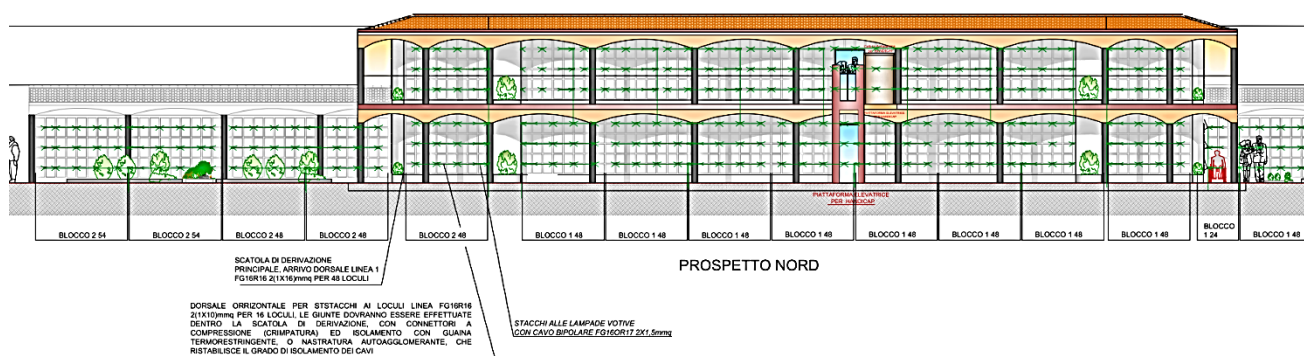 PIATTAFORMA ELEVATRICE
PER HANDICAP
BLOCCO 2 54
BLOCCO 2 54
BLOCCO 2 48
BLOCCO 2 48
BLOCCO 2 48
BLOCCO 1 48
BLOCCO 1 48
BLOCCO 1 48
BLOCCO 1 48
BLOCCO 1 48
BLOCCO 1 48
BLOCCO 1 48
BLOCCO 1 48
BLOCCO
1 24
BLOCCO 1 48
SCATOLA DI DERIVAZIONE
PRINCIPALE, ARRIVO DORSALE LINEA 1
FG16R16 2(1X16)mmq PER 48 LOCULI
PROSPETTO NORD
DORSALE ORRIZONTALE PER STSTACCHI AI LOCULI LINEA FG16R16
2(1X10)mmq PER 16 LOCULI, LE GIUNTE DOVRANNO ESSERE EFFETTUATE
DENTRO LA SCATOLA DI DERIVAZIONE, CON CONNETTORI A
COMPRESSIONE (CRIMPATURA) ED ISOLAMENTO CON GUAINA
TERMORESTRINGENTE, O NASTRATURA AUTOAGGLOMERANTE, CHE
RISTABILISCE IL GRADO DI ISOLAMENTO DEI CAVI
STACCHI ALLE LAMPADE VOTIVE
CON CAVO BIPOLARE FG16OR17 2X1,5mmq